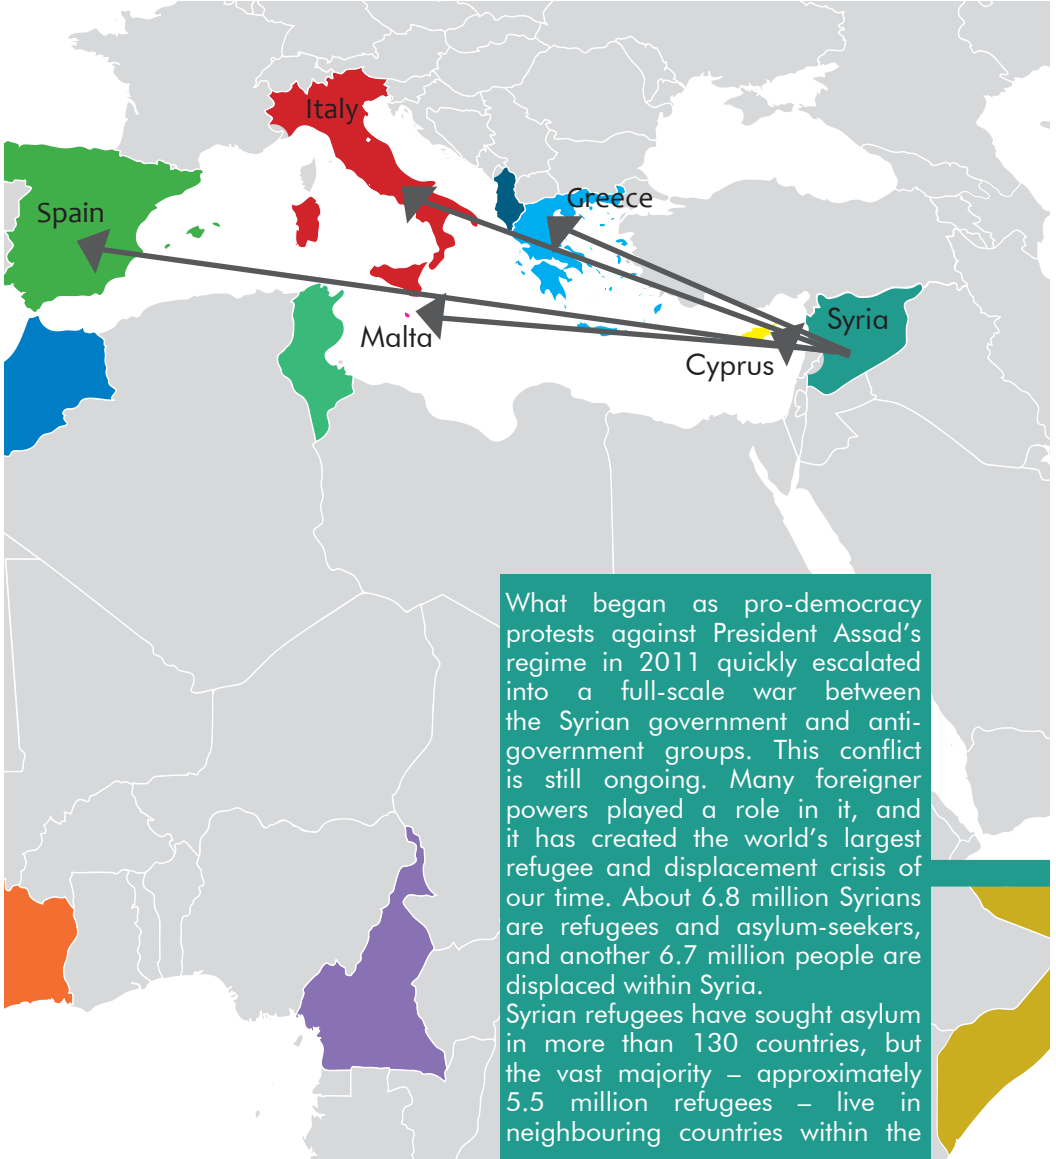 Italy
Greece
Spain
Syria
Malta
Cyprus
What began as pro-democracy
protests against President Assad’s
regime in 2011 quickly escalated
into a full-scale war between
the Syrian government and anti-
government groups. This conflict
is still ongoing. Many foreigner
powers played a role in it, and
it has created the world’s largest
refugee and displacement crisis of
our time. About 6.8 million Syrians
are refugees and asylum-seekers,
and another 6.7 million people are
displaced within Syria.
Syrian refugees have sought asylum
in more than 130 countries, but
the vast majority – approximately
5.5 million refugees – live in
neighbouring countries within the